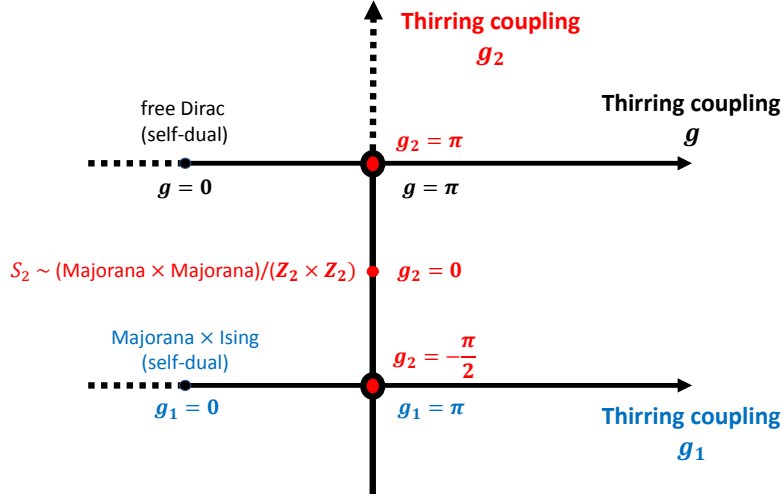 Thirring coupling
g₂
free Dirac
(self-dual)
Thirring coupling
g
g₂ = π
g = 0
g = π
S₂ ~ (Majorana × Majorana)/(Z₂ × Z₂)
g₂ = 0
Majorana × Ising
(self-dual)
g₂ = −π/2
g₁ = 0
g₁ = π
Thirring coupling
g₁